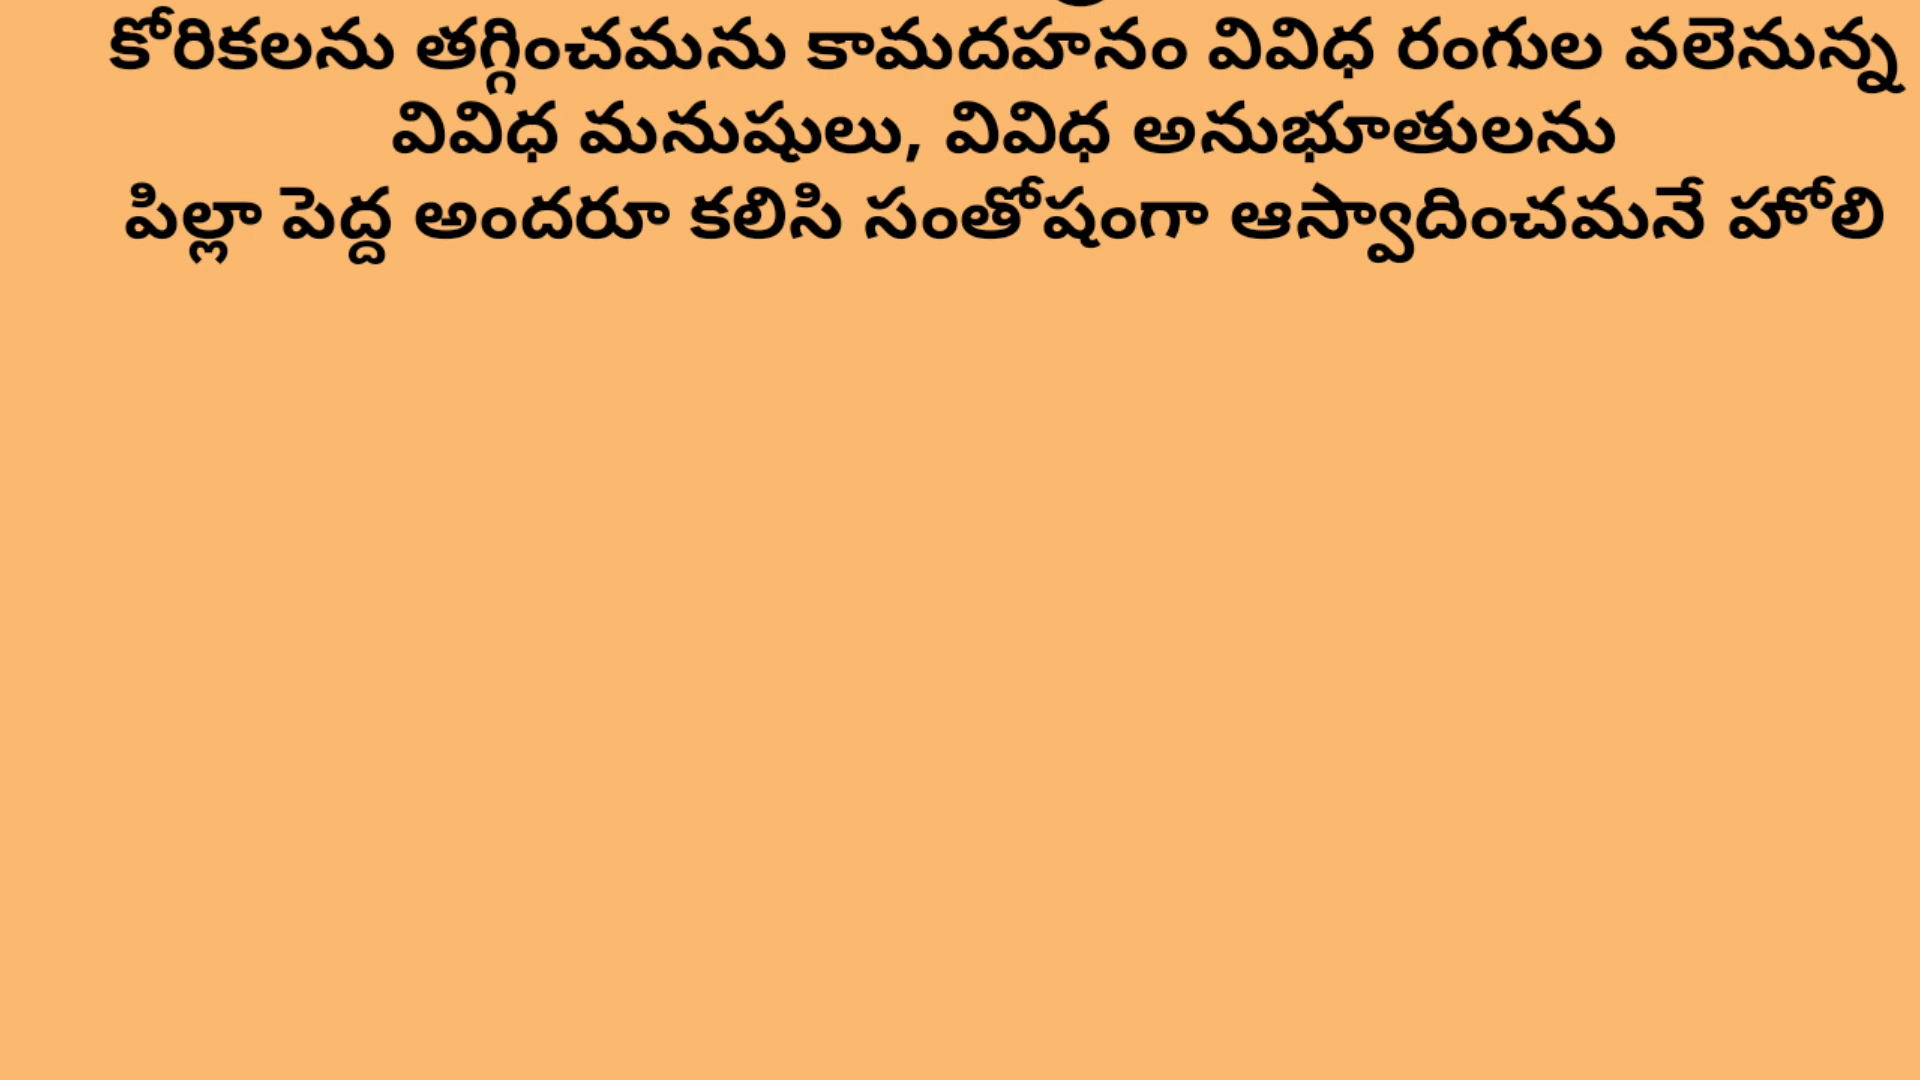 కోరికలను తగ్గించమను కామదహనం వివిధ రంగుల వలెనున్న
వివిధ మనుషులు, వివిధ అనుభూతులను
పిల్లా పెద్ద అందరూ కలిసి సంతోషంగా ఆస్వాదించమనే హోలి